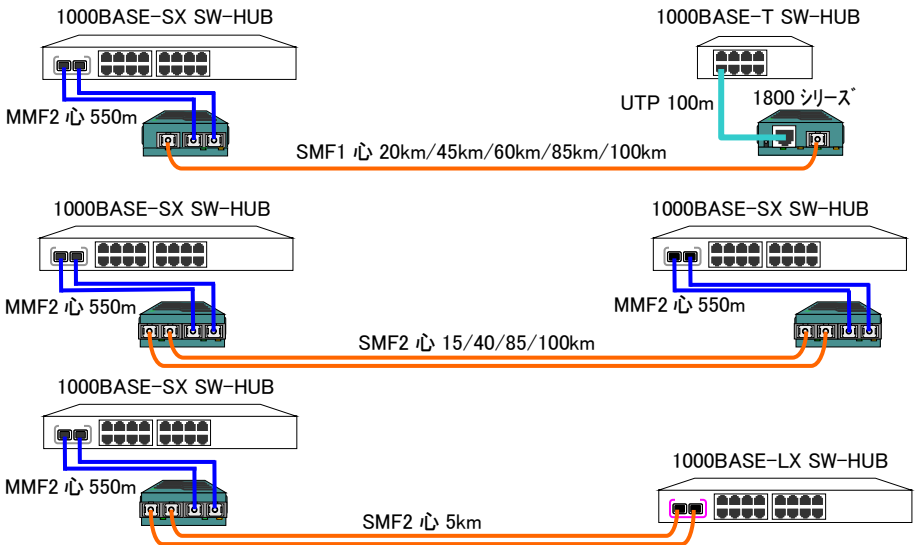 1000BASE-SX SW-HUB
1000BASE-T SW-HUB
MMF2 心 550m
UTP 100m
1800 シリーズ
SMF1 心 20km/45km/60km/85km/100km
1000BASE-SX SW-HUB
1000BASE-SX SW-HUB
MMF2 心 550m
MMF2 心 550m
SMF2 心 15/40/85/100km
1000BASE-SX SW-HUB
1000BASE-LX SW-HUB
MMF2 心 550m
SMF2 心 5km